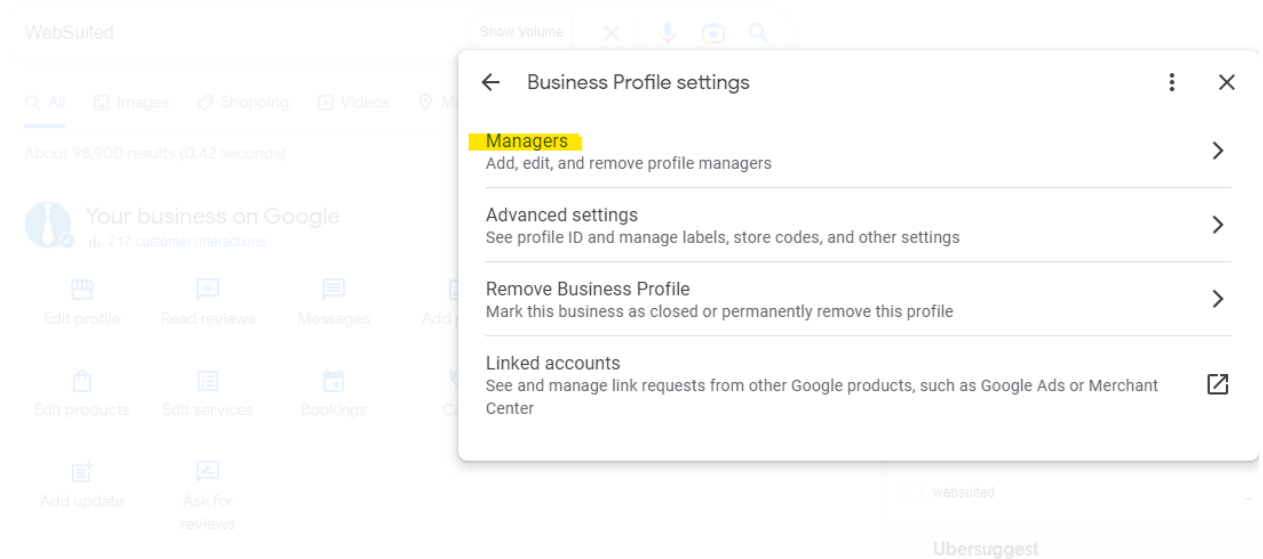 WebSuited
Show Volume
Business Profile settings
All Images Shopping Videos
About 98,900 results (0.42 seconds)
Managers
Add, edit, and remove profile managers
Advanced settings
See profile ID and manage labels, store codes, and other settings
Your business on Google
217 customer interactions
Remove Business Profile
Mark this business as closed or permanently remove this profile
Edit profile Read reviews Messages Add
Linked accounts
See and manage link requests from other Google products, such as Google Ads or Merchant
Center
Edit products Edit services Bookings
Add update Ask for
reviews
websuited
Ubersuggest